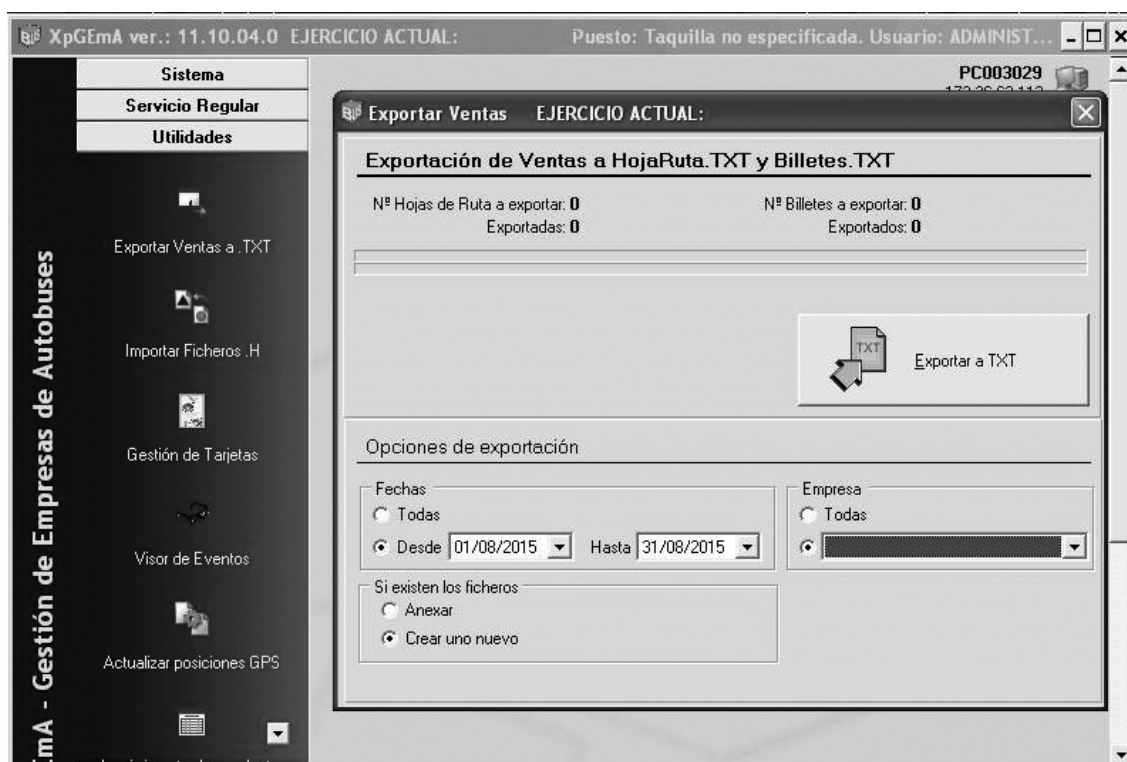 XpGEmA ver.: 11.10.04.0 EJERCICIO ACTUAL: Puesto: Taquilla no especificada. Usuario: ADMINIST...
Sistema
Servicio Regular
Utilidades
PC003029
Exportar Ventas a .TXT
Importar Ficheros .H
Gestión de Tarjetas
Visor de Eventos
Actualizar posiciones GPS
EmA - Gestión de Empresas de Autobuses
Exportar Ventas EJERCICIO ACTUAL:
Exportación de Ventas a HojaRuta.TXT y Billetes.TXT
Nº Hojas de Ruta a exportar: 0 Nº Billetes a exportar: 0
Exportadas: 0 Exportados: 0
TXT
Exportar a TXT
Opciones de exportación
Fechas
Todas
Desde 01/08/2015 Hasta 31/08/2015
Empresa
Todas
Si existen los ficheros
Anexar
Crear uno nuevo